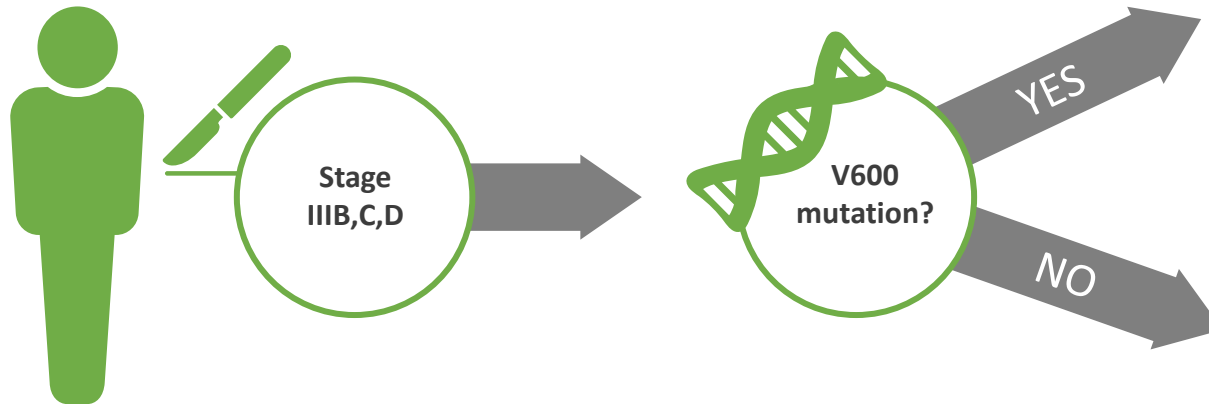 Stage
IIIB,C,D
V600
mutation?
YES
NO